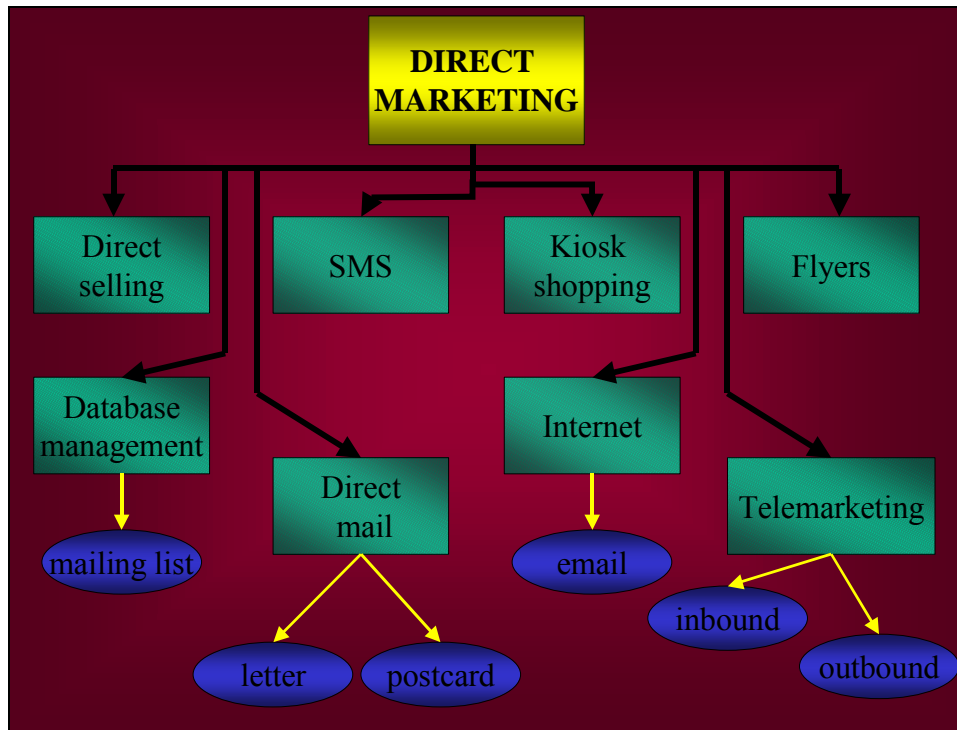 DIRECT
MARKETING
Direct
selling
SMS
Kiosk
shopping
Flyers
Database
management
Direct
mail
Internet
Telemarketing
mailing list
email
inbound
outbound
letter
postcard